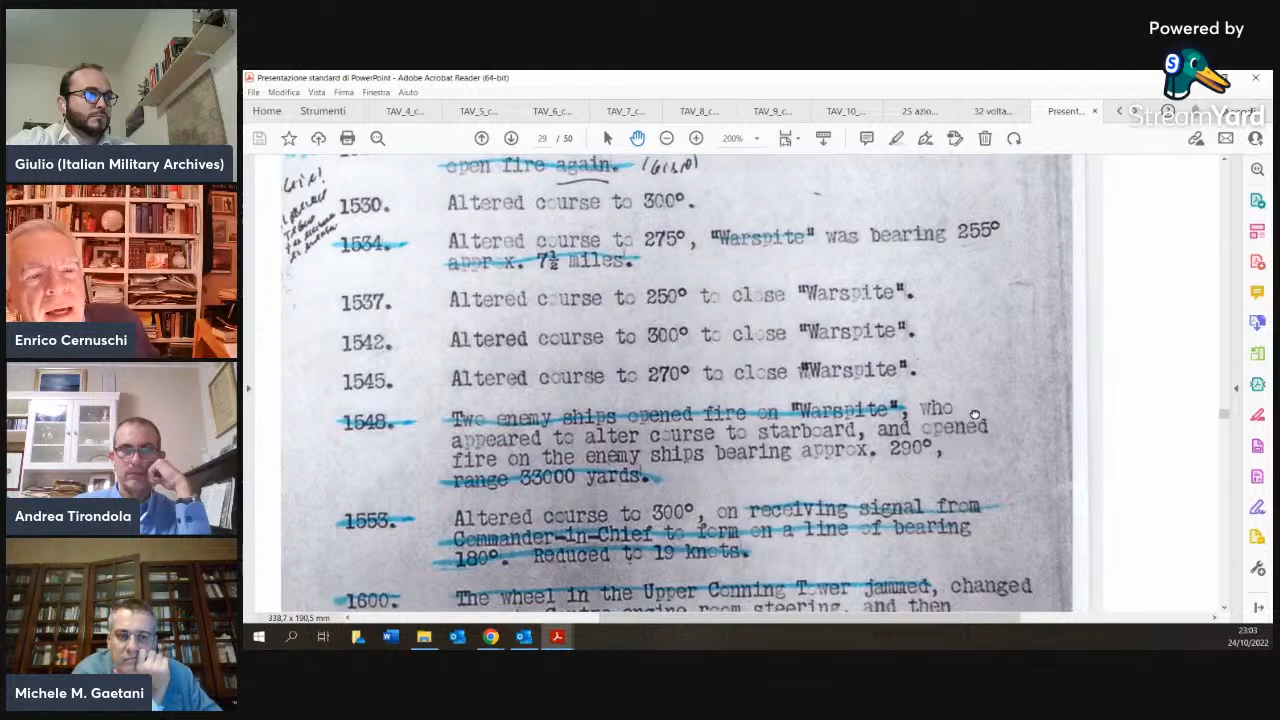 Powered by
StreamYard
Giulio (Italian Military Archives)
Enrico Cernuschi
Andrea Tirondola
Michele M. Gaetani
Presentazione standard di PowerPoint - Adobe Acrobat Reader (64-bit)
File Modifica Vista Firma Finestra Aiuto
Home Strumenti TAV_4_c... TAV_5_c... TAV_6_c... TAV_7_c... TAV_8_c... TAV_9_c... TAV_10_... 25 azio... 32 volta... Present...
29 / 50 200%
open fire again.
1530. Altered course to 300°.
1534. Altered course to 275°, "Warspite" was bearing 255°
apprx. 7½ miles.
1537. Altered course to 250° to close "Warspite".
1542. Altered course to 300° to close "Warspite".
1545. Altered course to 270° to close "Warspite".
1548. Two enemy ships opened fire on "Warspite", who
appeared to alter course to starboard, and opened
fire on the enemy ships bearing approx. 290°,
range 33000 yards.
1553. Altered course to 300°, on receiving signal from
Commander-in-Chief to form on a line of bearing
180°. Reduced to 19 knots.
1600. The wheel in the Upper Conning Tower jammed, changed
engine room steering, and then
338,7 x 190,5 mm
23:03
24/10/2022